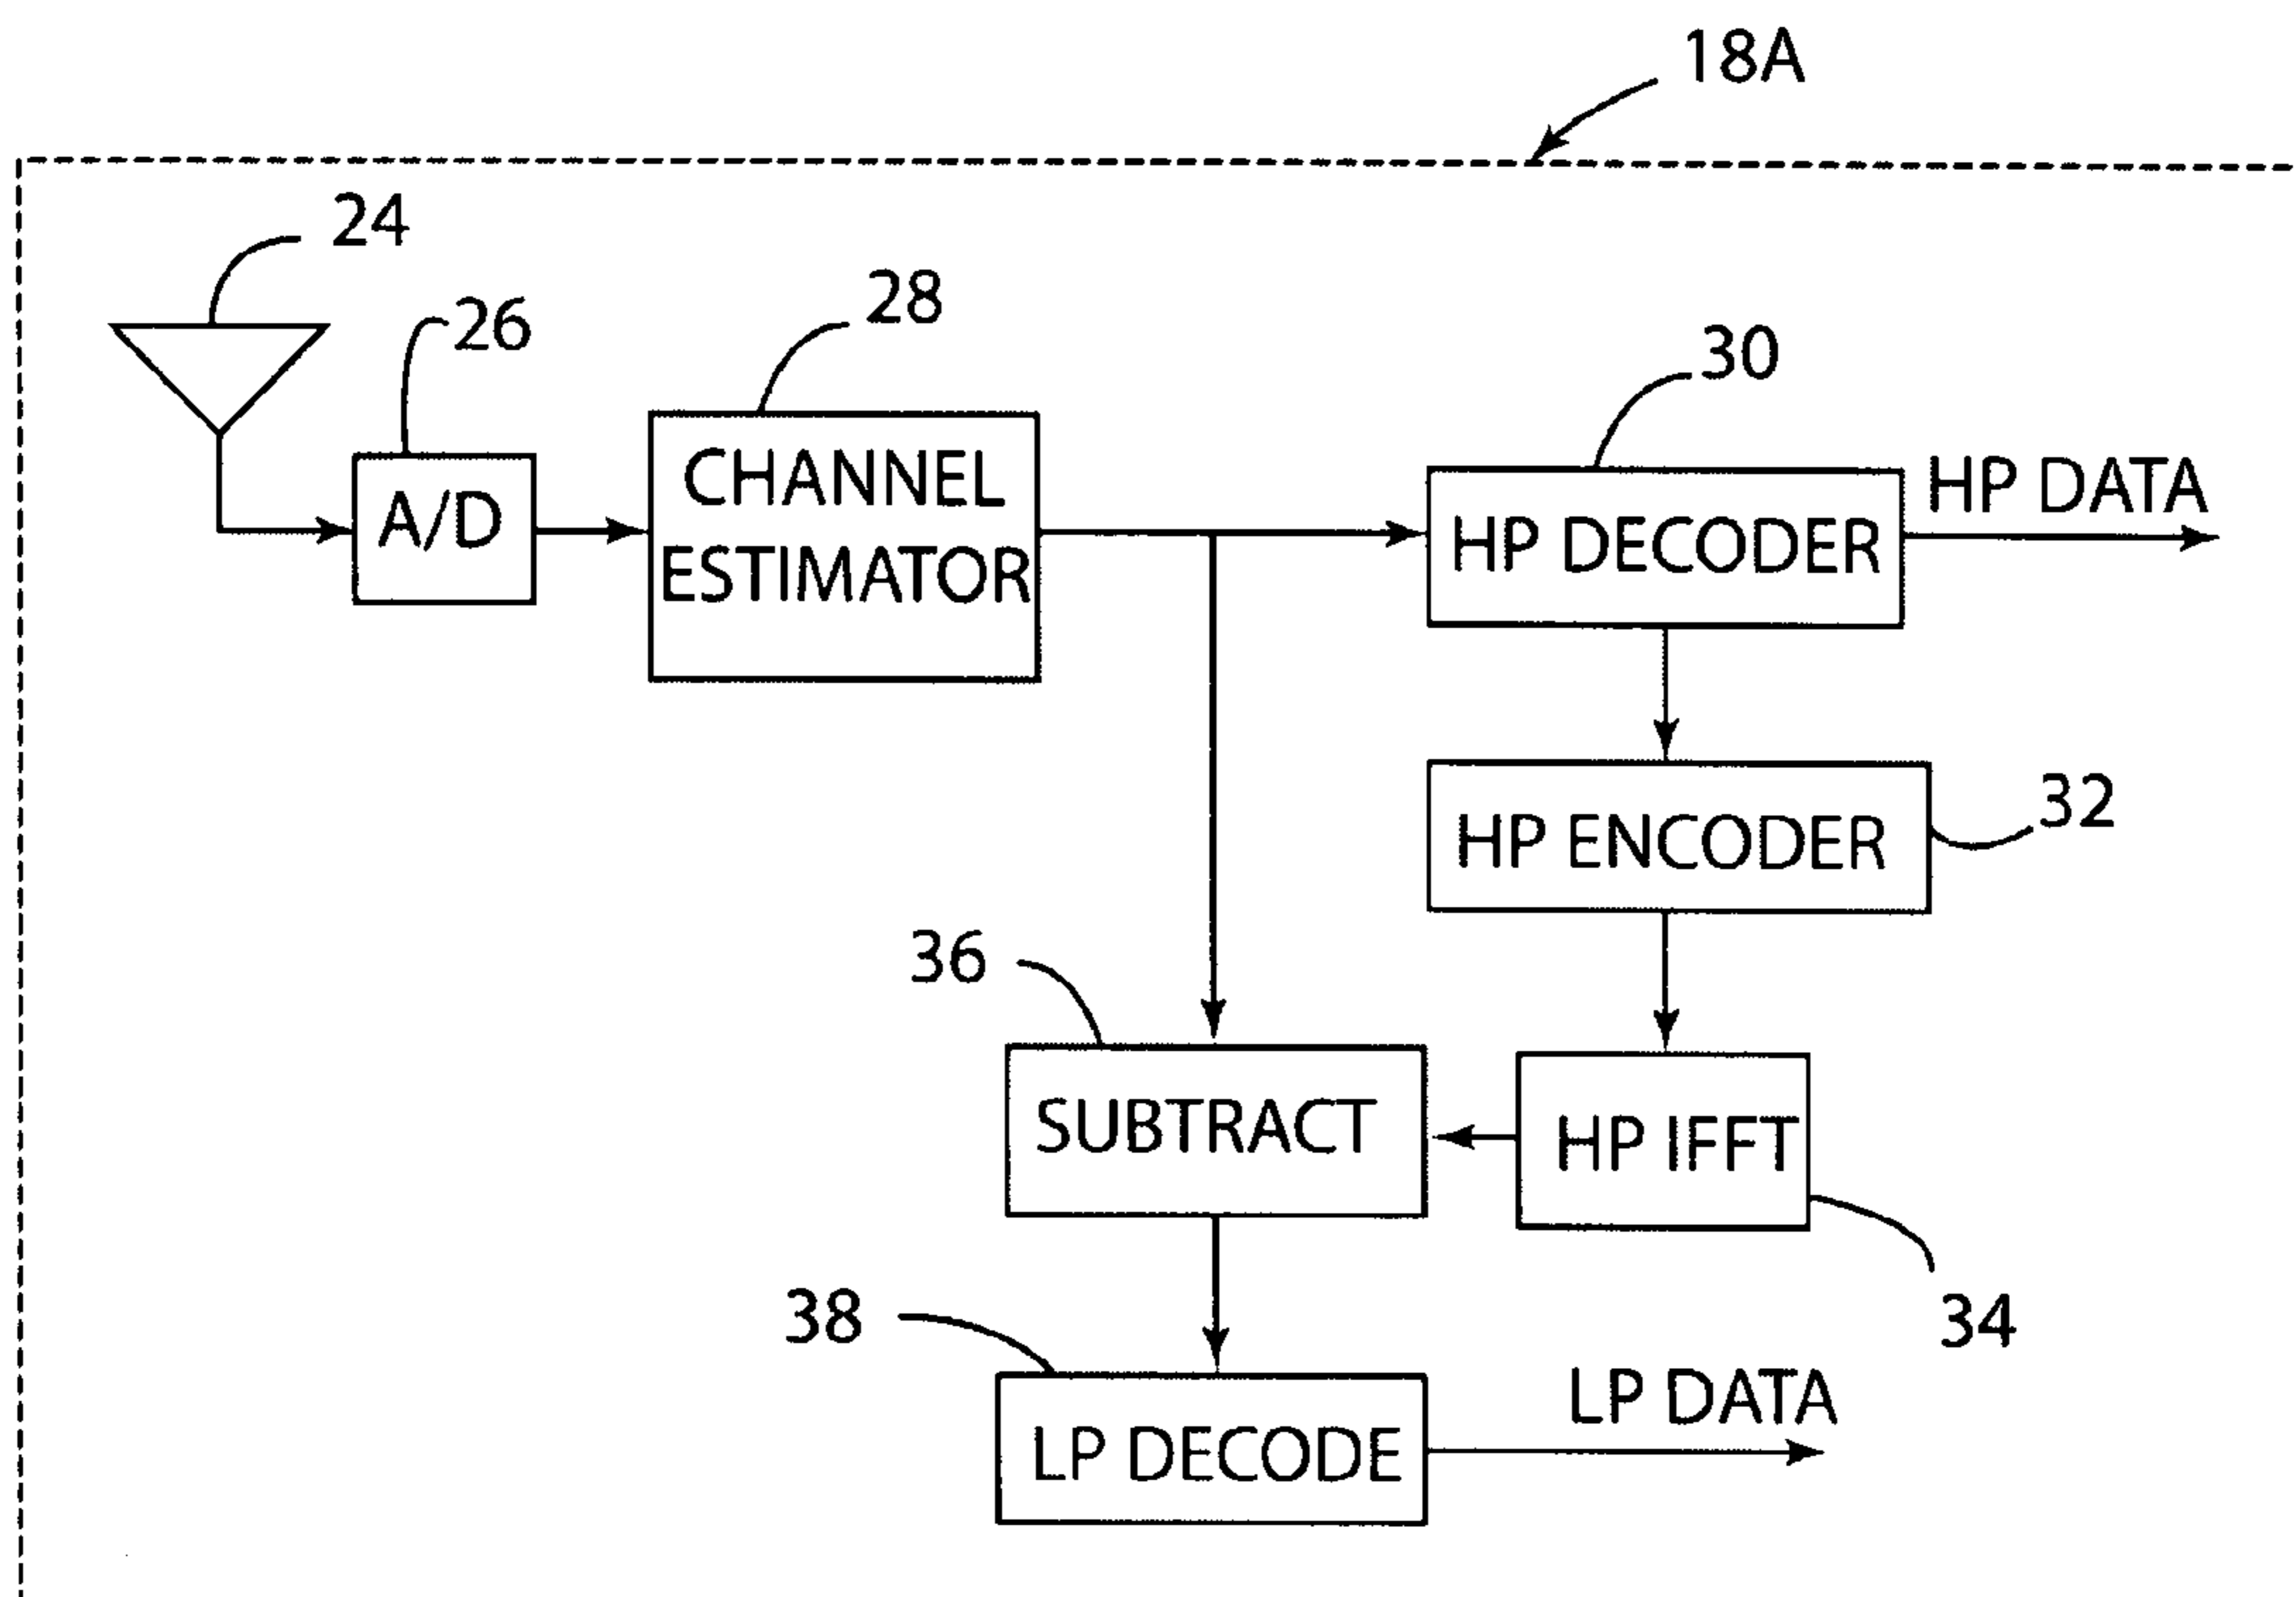 18A
24
26
28
30
A/D
CHANNEL
ESTIMATOR
HP DECODER
HP DATA
HP ENCODER
32
36
SUBTRACT
HP IFFT
34
38
LP DECODE
LP DATA